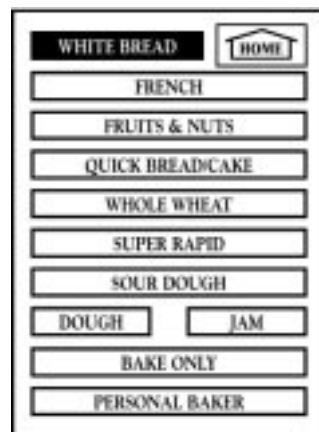 WHITE BREAD HOME
FRENCH
FRUITS & NUTS
QUICK BREAD/CAKE
WHOLE WHEAT
SUPER RAPID
SOUR DOUGH
DOUGH JAM
BAKE ONLY
PERSONAL BAKER